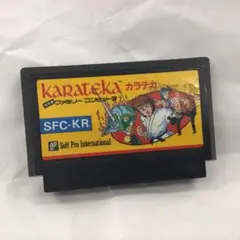 KARATEKA カラテカ
ファミリー コンピュータ
SFC-KR
Soft Pro International